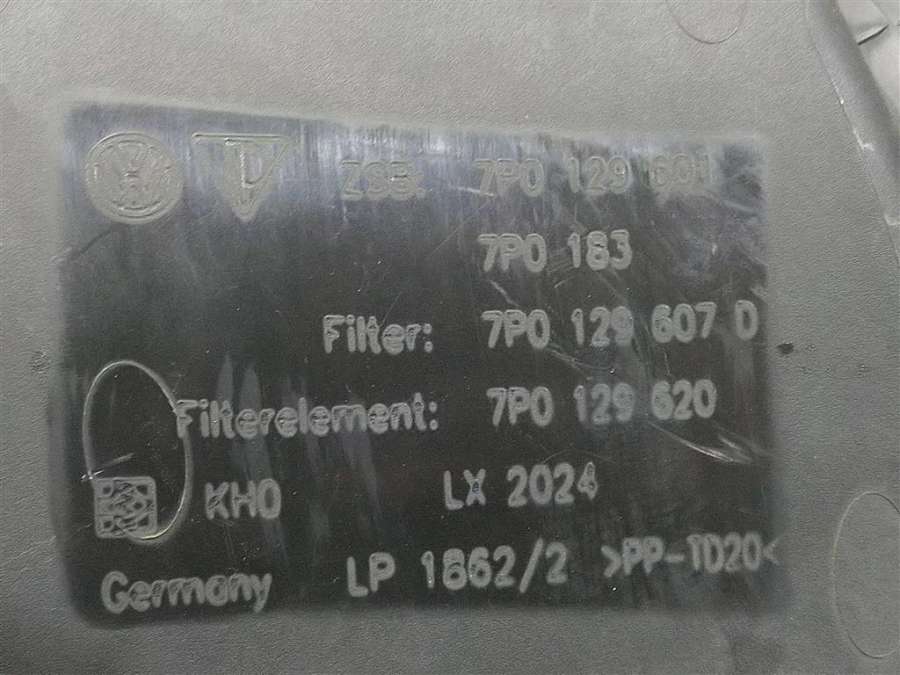 ZSB. 7P0 129 601
7P0 183
Filter: 7P0 129 607 D
Filterelement: 7P0 129 620
KHO LX 2024
Germany LP 1862/2 >PP-TD20<